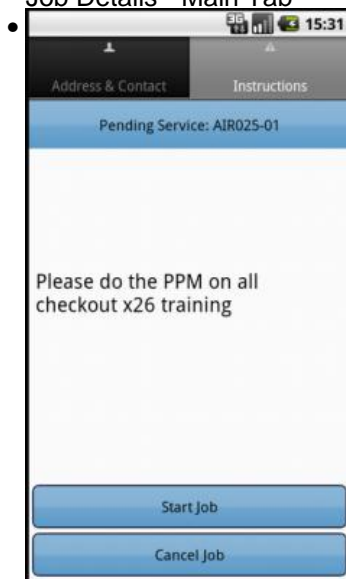 Job Details - Main Tab
3G 15:31
Address & Contact Instructions
Pending Service: AIR025-01
Please do the PPM on all
checkout x26 training
Start Job
Cancel Job